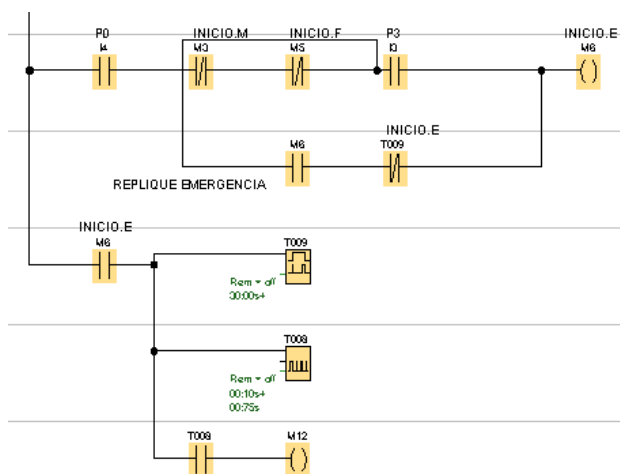 P0 INICIO.M INICIO.F P3 INICIO.E
I4 M3 M5 I3 M6
INICIO.E
M6 T009
REPLIQUE EMERGENCIA
INICIO.E
M6 T009
Rem = off
30:00s+
T008
Rem = off
00:10s+
00:75s
T008 M12